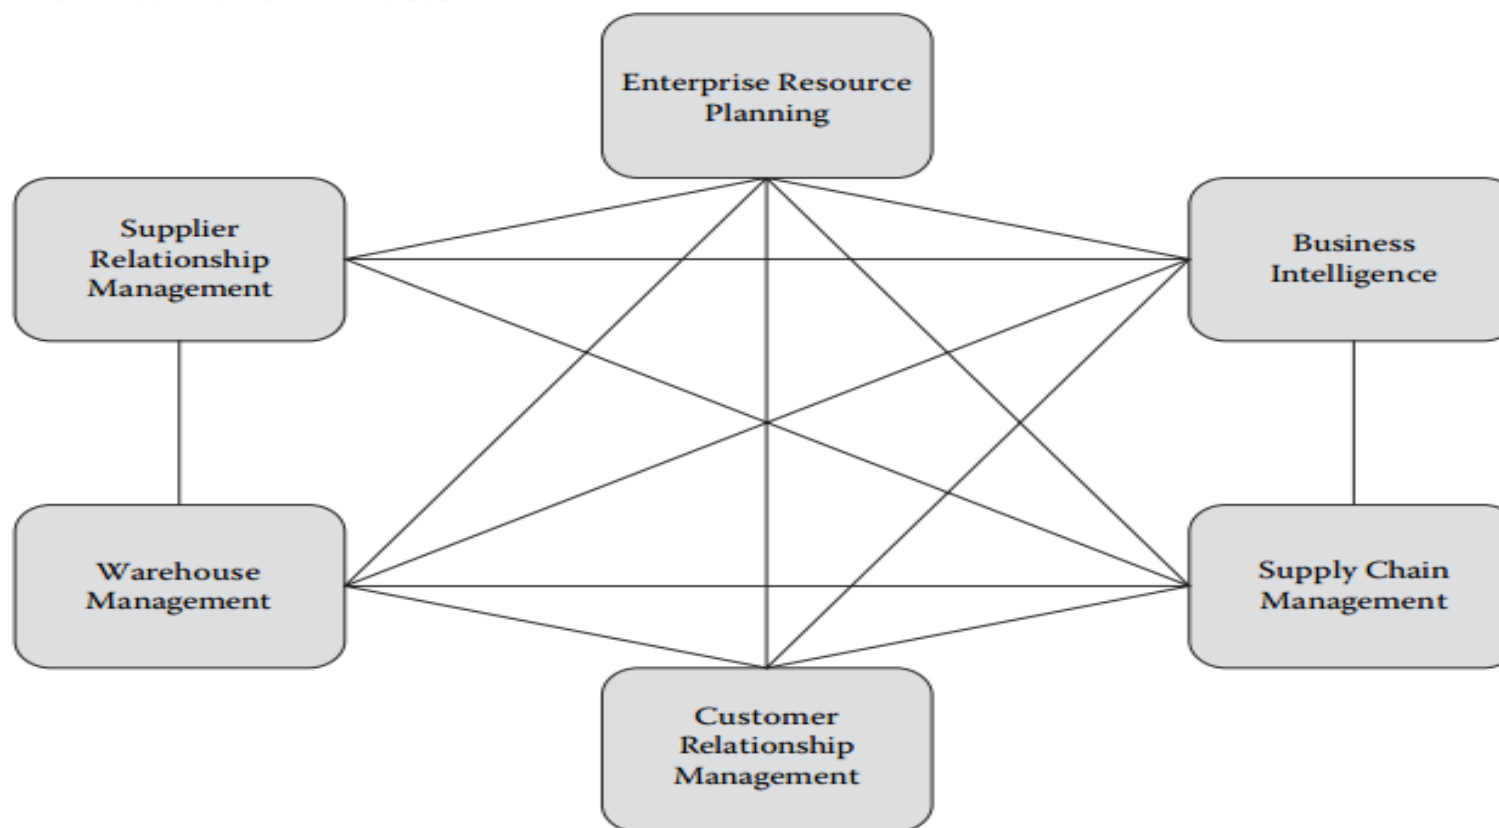 Enterprise Resource
Planning
Supplier
Relationship
Management
Business
Intelligence
Warehouse
Management
Supply Chain
Management
Customer
Relationship
Management